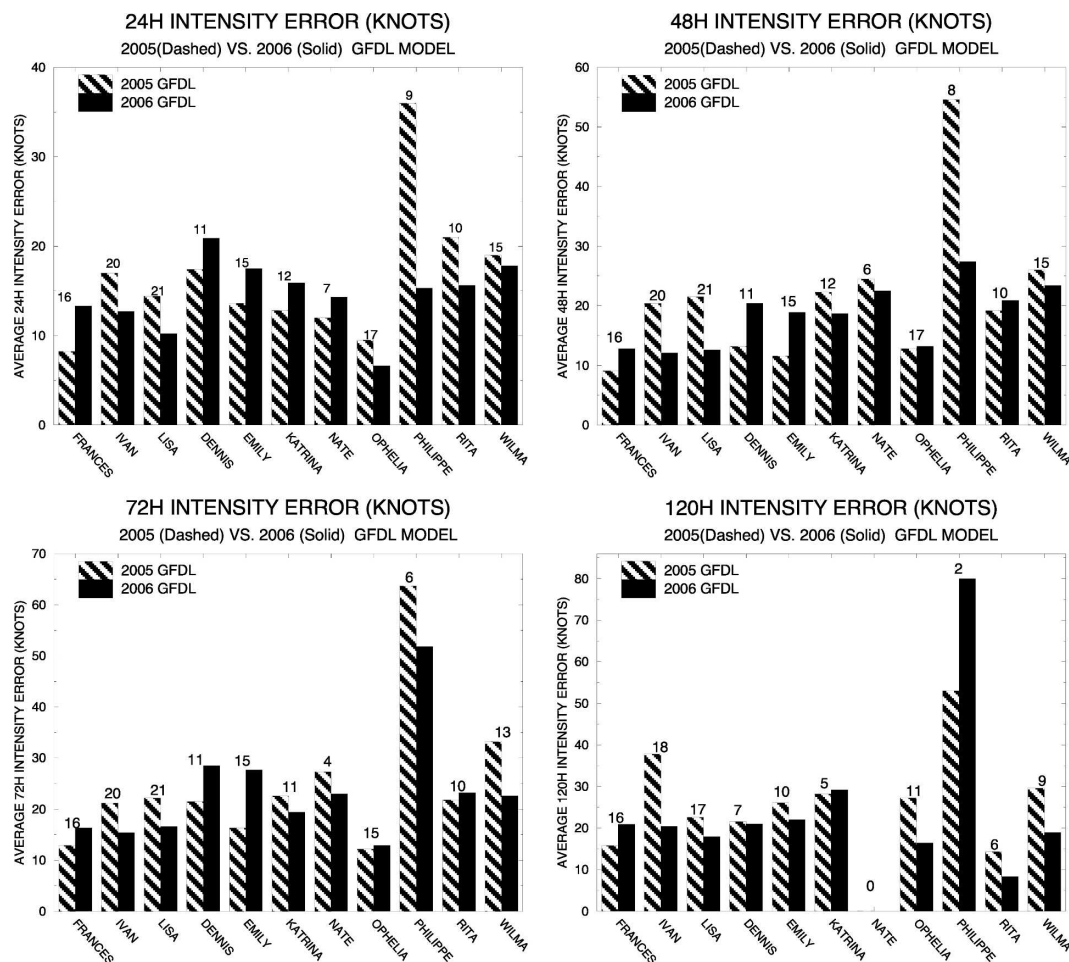 24H INTENSITY ERROR (KNOTS)
2005(Dashed) VS. 2006 (Solid) GFDL MODEL
2005 GFDL
2006 GFDL
AVERAGE 24H INTENSITY ERROR (KNOTS)
40
30
20
10
0
16
20
21
11
15
12
7
17
9
10
15
FRANCES
IVAN
LISA
DENNIS
EMILY
KATRINA
NATE
OPHELIA
PHILIPPE
RITA
WILMA
48H INTENSITY ERROR (KNOTS)
2005(Dashed) VS. 2006 (Solid) GFDL MODEL
2005 GFDL
2006 GFDL
AVERAGE 48H INTENSITY ERROR (KNOTS)
60
50
40
30
20
10
0
16
20
21
11
15
12
6
17
8
10
15
FRANCES
IVAN
LISA
DENNIS
EMILY
KATRINA
NATE
OPHELIA
PHILIPPE
RITA
WILMA
72H INTENSITY ERROR (KNOTS)
2005 (Dashed) VS. 2006 (Solid) GFDL MODEL
2005 GFDL
2006 GFDL
AVERAGE 72H INTENSITY ERROR (KNOTS)
70
60
50
40
30
20
10
0
16
20
21
11
15
11
4
15
6
10
13
FRANCES
IVAN
LISA
DENNIS
EMILY
KATRINA
NATE
OPHELIA
PHILIPPE
RITA
WILMA
120H INTENSITY ERROR (KNOTS)
2005(Dashed) VS. 2006 (Solid) GFDL MODEL
2005 GFDL
2006 GFDL
AVERAGE 120H INTENSITY ERROR (KNOTS)
80
70
60
50
40
30
20
10
0
16
18
17
7
10
5
0
11
2
6
9
FRANCES
IVAN
LISA
DENNIS
EMILY
KATRINA
NATE
OPHELIA
PHILIPPE
RITA
WILMA